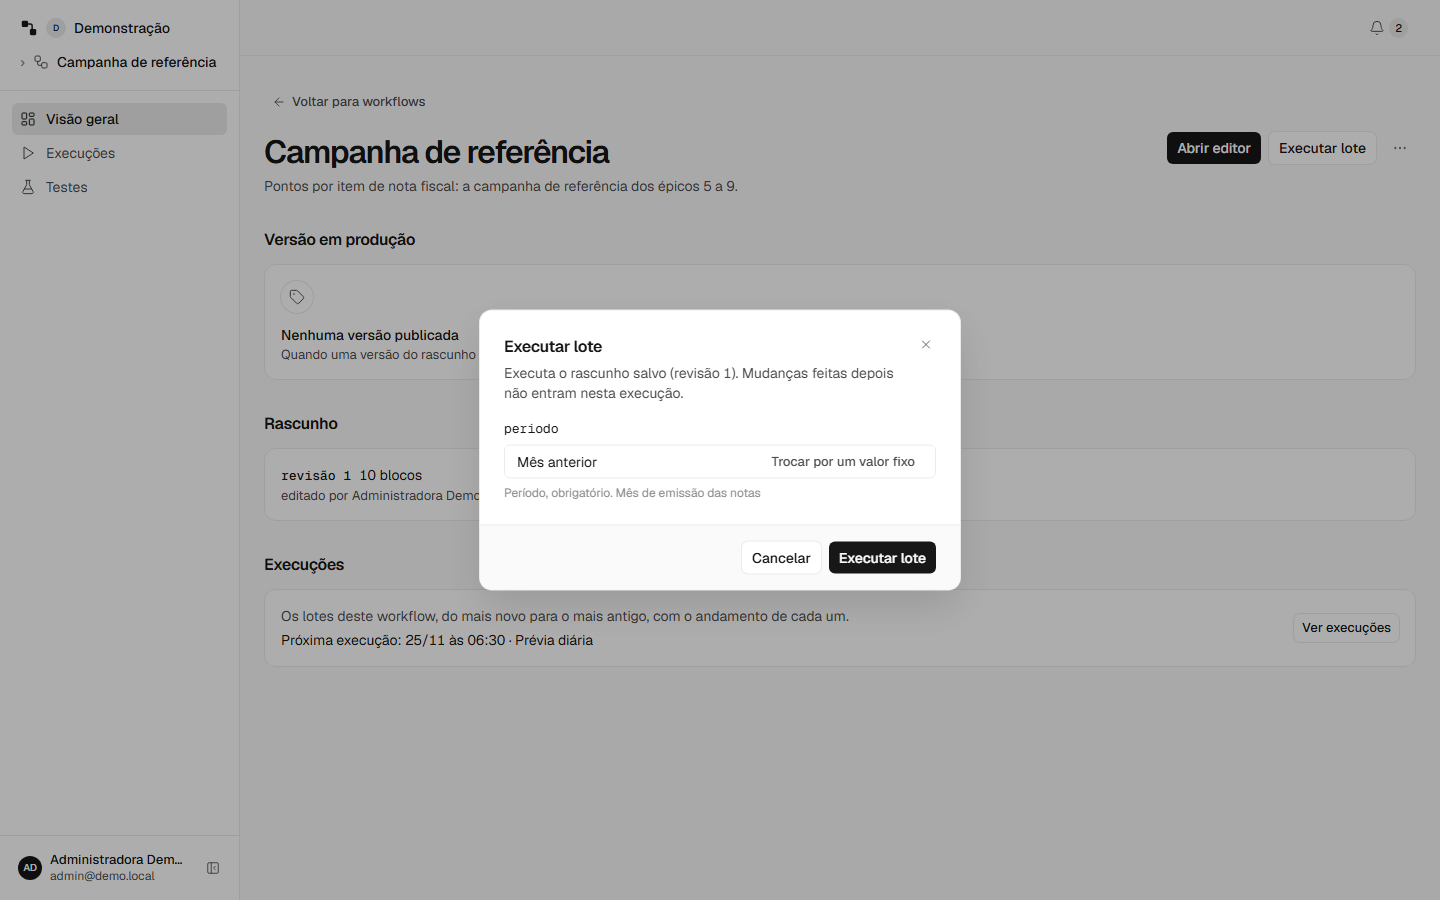 D Demonstração
Campanha de referência
Visão geral
Execuções
Testes
2
Voltar para workflows
Campanha de referência
Abrir editor
Executar lote
Pontos por item de nota fiscal: a campanha de referência dos épicos 5 a 9.
Versão em produção
Nenhuma versão publicada
Quando uma versão do rascunho
Executar lote
Executa o rascunho salvo (revisão 1). Mudanças feitas depois
não entram nesta execução.
periodo
Mês anterior
Trocar por um valor fixo
Período, obrigatório. Mês de emissão das notas
Cancelar
Executar lote
Rascunho
revisão 1 10 blocos
editado por Administradora Demo
Execuções
Os lotes deste workflow, do mais novo para o mais antigo, com o andamento de cada um.
Próxima execução: 25/11 às 06:30 · Prévia diária
Ver execuções
AD
Administradora Dem...
admin@demo.local